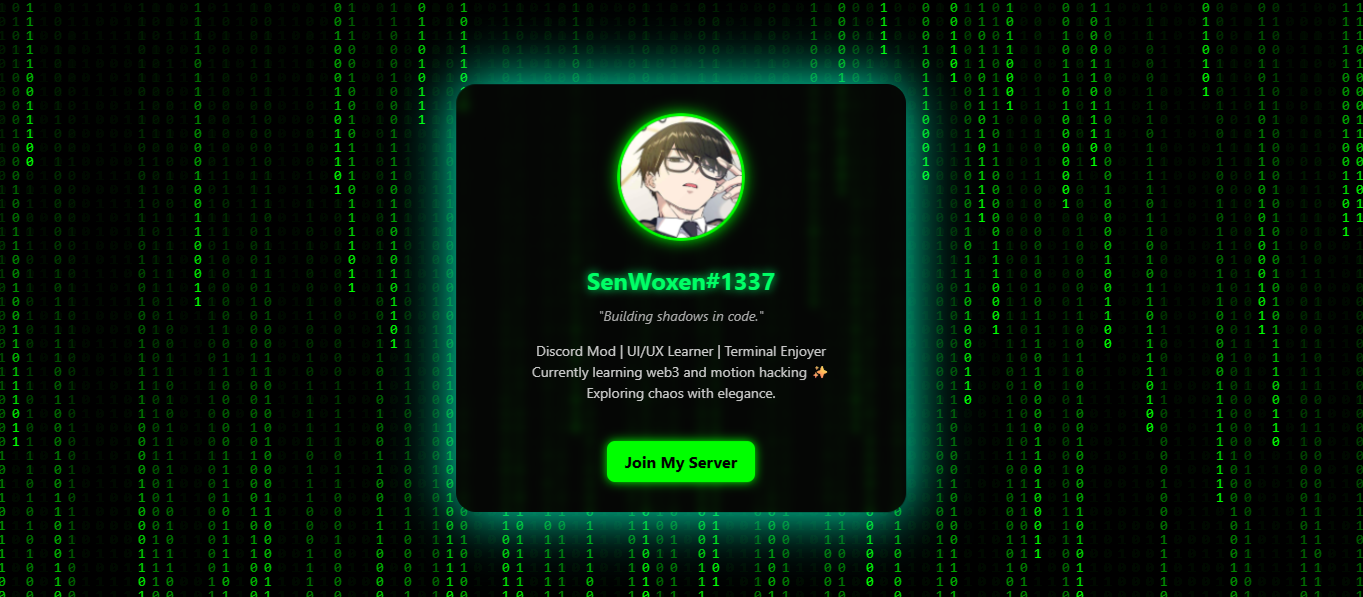 SenWoxen#1337
"Building shadows in code."
Discord Mod | UI/UX Learner | Terminal Enjoyer
Currently learning web3 and motion hacking ✨
Exploring chaos with elegance.
Join My Server